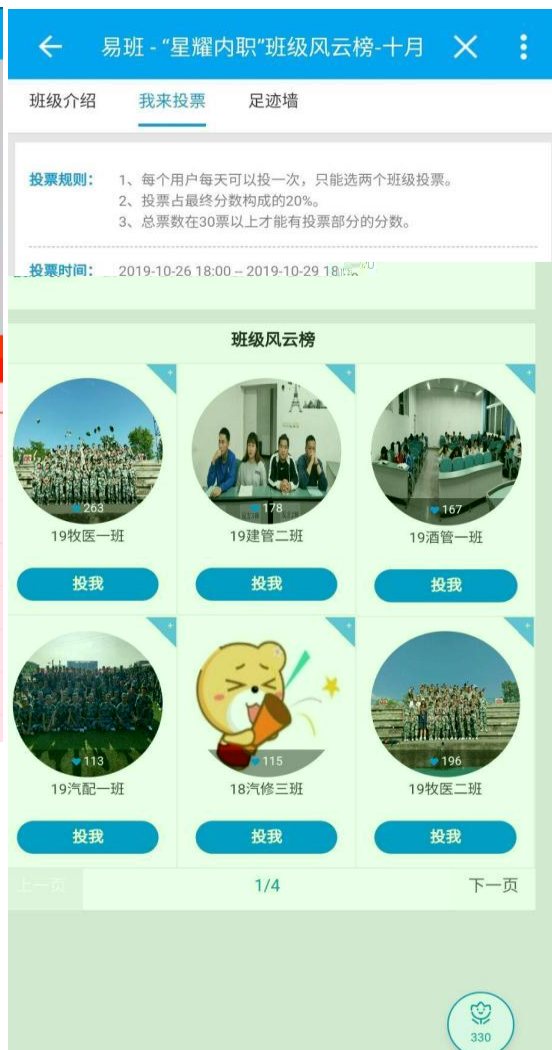 易班 - “星耀内职”班级风云榜-十月
班级介绍 我来投票 足迹墙
投票规则: 1、每个用户每天可以投一次，只能选两个班级投票。
2、投票占最终分数构成的20%。
3、总票数在30票以上才能有投票部分的分数。
投票时间: 2019-10-26 18:00 – 2019-10-29
班级风云榜
263 178 167
19牧医一班 19建管二班 19酒管一班
投我 投我 投我
113 115 196
19汽配一班 18汽修三班 19牧医二班
投我 投我 投我
上一页 1/4 下一页
330